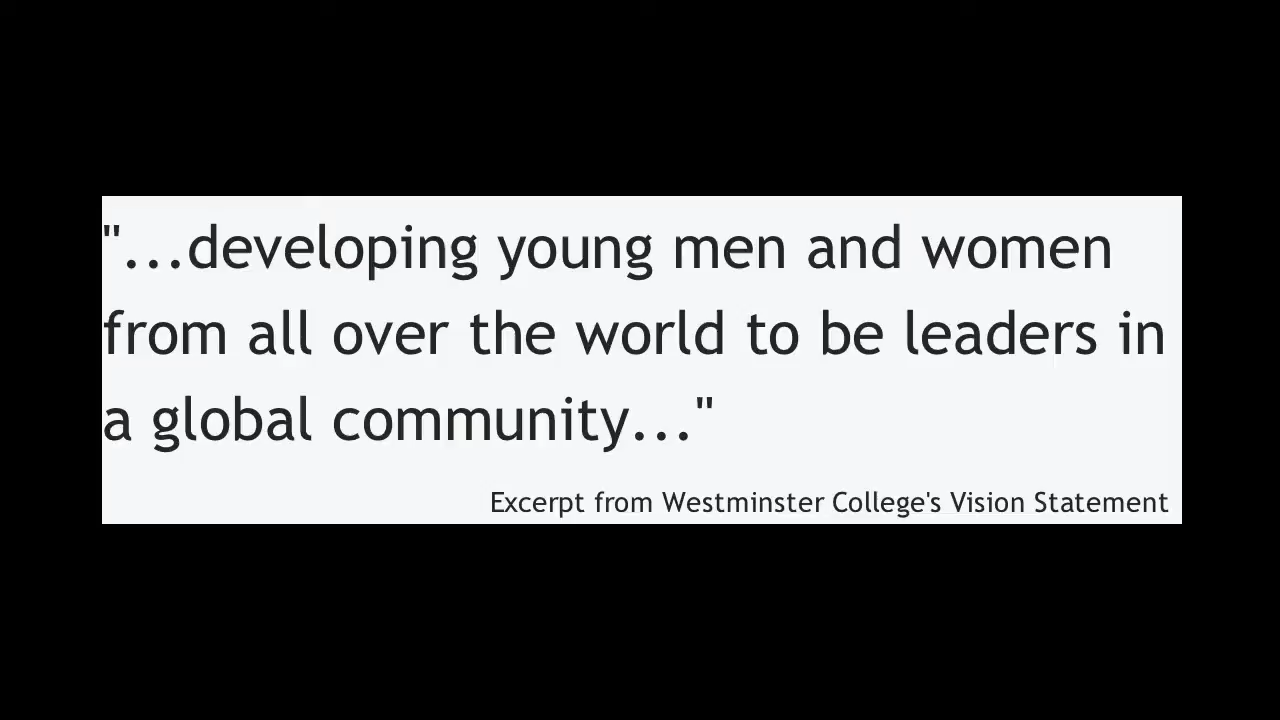 "...developing young men and women
from all over the world to be leaders in
a global community..."
Excerpt from Westminster College's Vision Statement